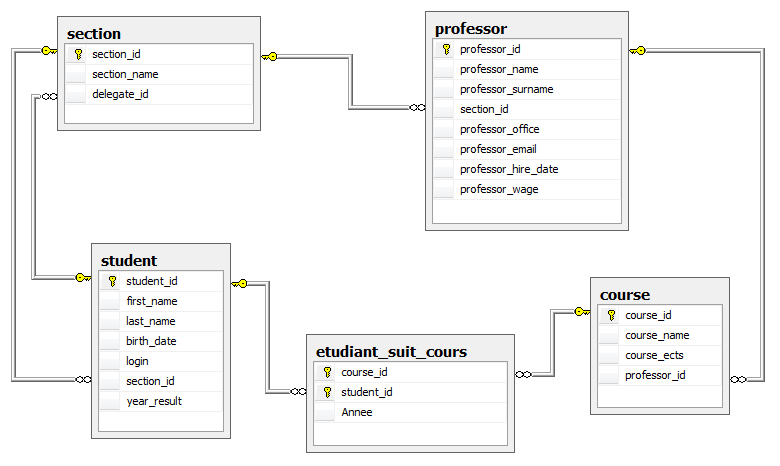 section
section_id
section_name
delegate_id
professor
professor_id
professor_name
professor_surname
section_id
professor_office
professor_email
professor_hire_date
professor_wage
student
student_id
first_name
last_name
birth_date
login
section_id
year_result
etudiant_suit_cours
course_id
student_id
Annee
course
course_id
course_name
course_ects
professor_id